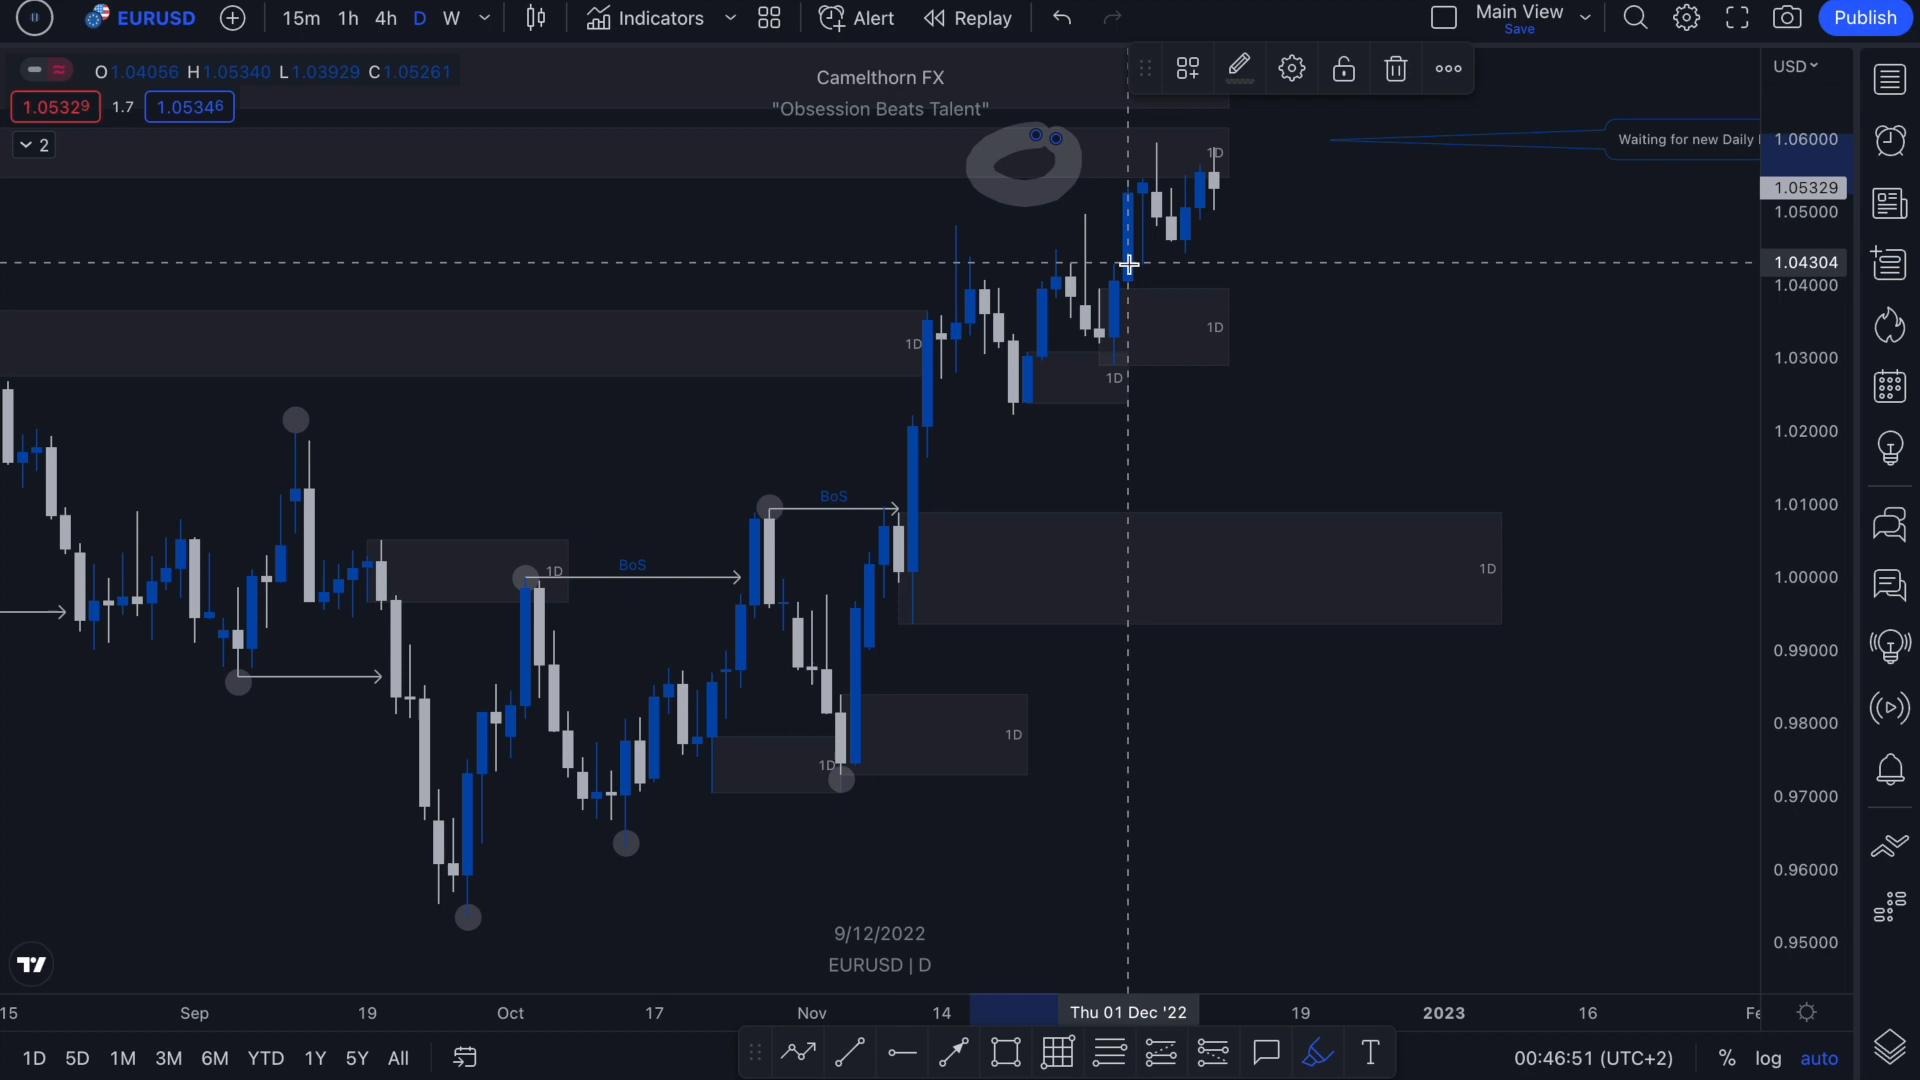 EURUSD 15m 1h 4h D W Indicators Alert Replay Main View Save Publish
O1.04056 H1.05340 L1.03929 C1.05261
1.05329 1.7 1.05346
2
Camelthorn FX
"Obsession Beats Talent"
USD
Waiting for new Daily
1.06000
1.05329
1.05000
1.04304
1.04000
1.03000
1.02000
1.01000
1.00000
0.99000
0.98000
0.97000
0.96000
0.95000
1D
1D
1D
1D
BoS
BoS
1D
1D
1D
1D
9/12/2022
EURUSD | D
15 Sep 19 Oct 17 Nov 14 Thu 01 Dec '22 19 2023 16 Fe
1D 5D 1M 3M 6M YTD 1Y 5Y All
T
00:46:51 (UTC+2) % log auto